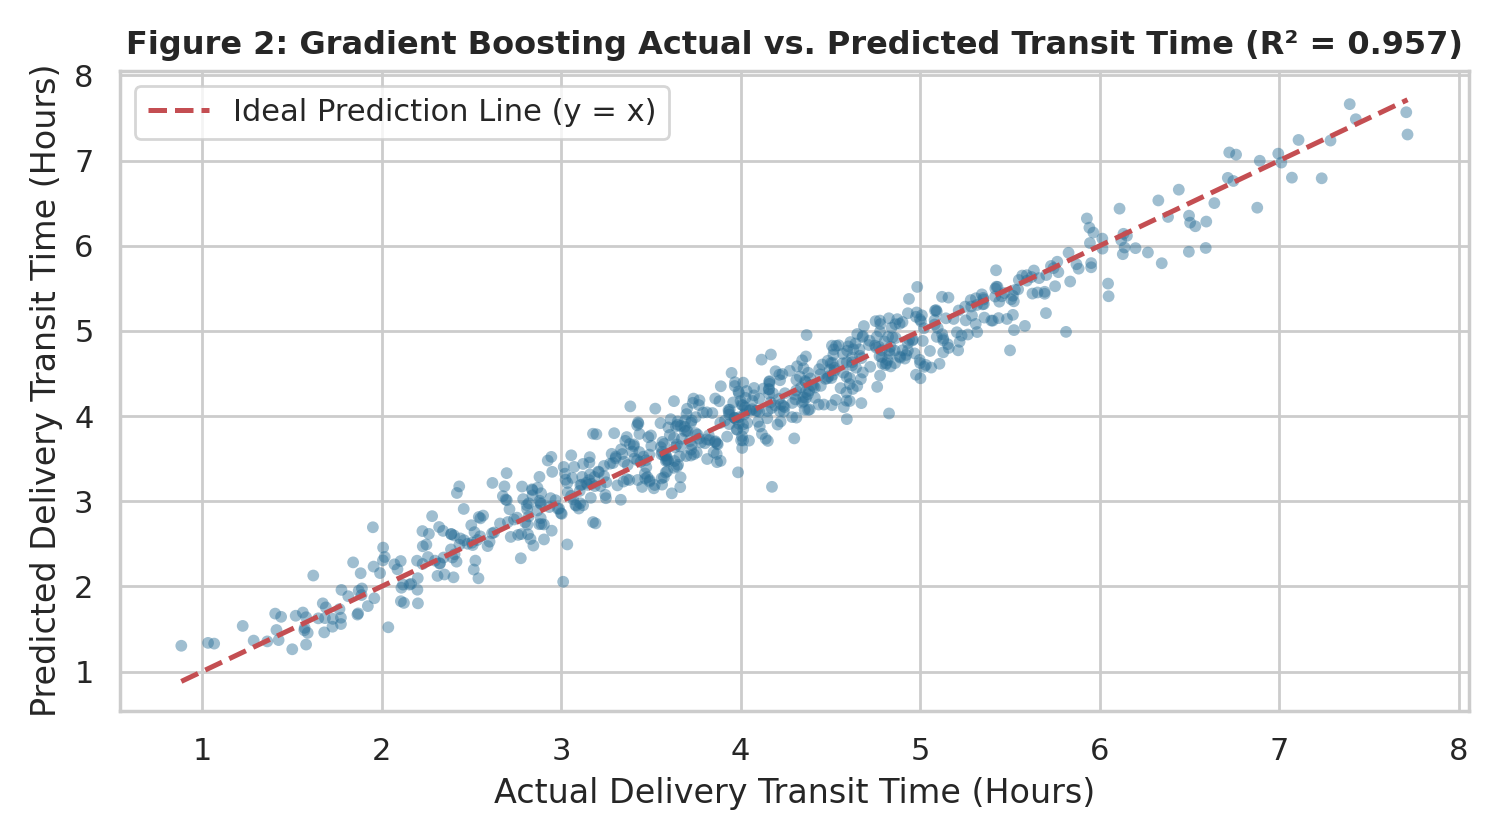 Figure 2: Gradient Boosting Actual vs. Predicted Transit Time (R² = 0.957)
Ideal Prediction Line (y = x)
Predicted Delivery Transit Time (Hours)
8
7
6
5
4
3
2
1
1 2 3 4 5 6 7 8
Actual Delivery Transit Time (Hours)